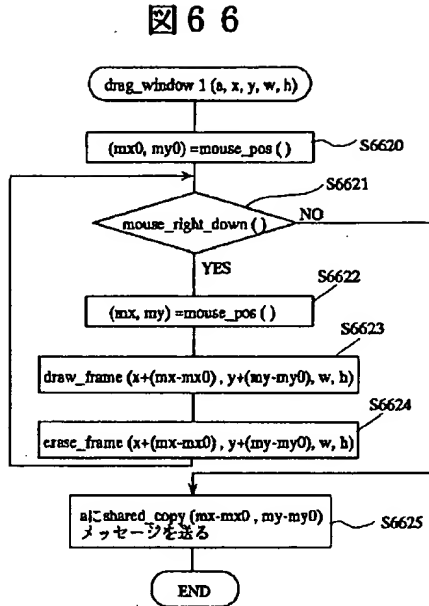 図66
drag_window 1 (a, x, y, w, h)
(mx0, my0) =mouse_pos ( )
S6620
S6621
mouse_right_down ( )
NO
YES
S6622
(mx, my) =mouse_pos ( )
S6623
draw_frame (x+(mx-mx0) , y+(my-my0), w, h)
S6624
erase_frame (x+(mx-mx0) , y+(my-my0), w, h)
aにshared_copy (mx-mx0 , my-my0)
メッセージを送る
S6625
END